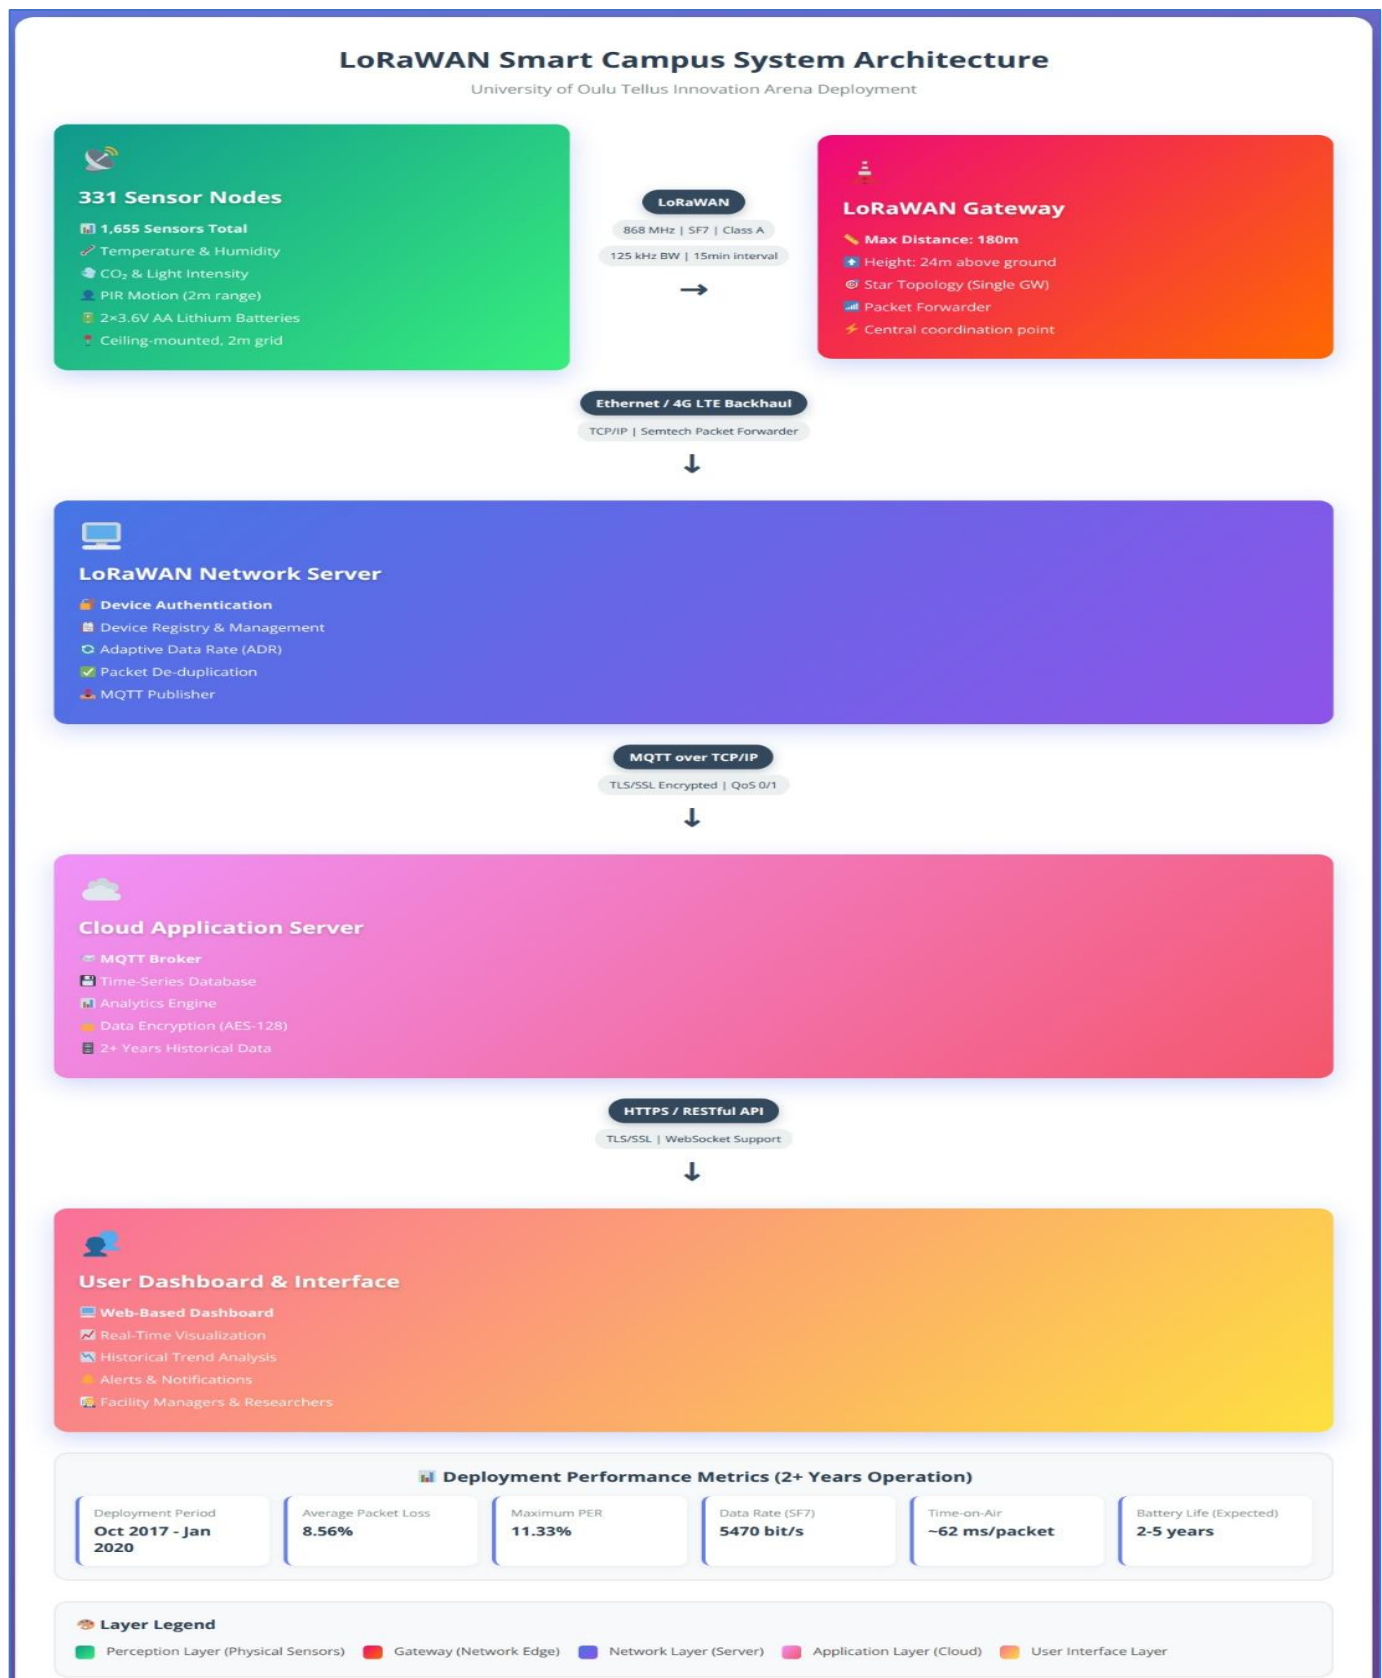 LoRaWAN Smart Campus System Architecture
University of Oulu Tellus Innovation Arena Deployment
331 Sensor Nodes
1,655 Sensors Total
Temperature & Humidity
CO₂ & Light Intensity
PIR Motion (2m range)
2×3.6V AA Lithium Batteries
Ceiling-mounted, 2m grid
LoRaWAN
868 MHz | SF7 | Class A
125 kHz BW | 15min interval
→
LoRaWAN Gateway
Max Distance: 180m
Height: 24m above ground
Star Topology (Single GW)
Packet Forwarder
Central coordination point
Ethernet / 4G LTE Backhaul
TCP/IP | Semtech Packet Forwarder
↓
LoRaWAN Network Server
Device Authentication
Device Registry & Management
Adaptive Data Rate (ADR)
Packet De-duplication
MQTT Publisher
MQTT over TCP/IP
TLS/SSL Encrypted | QoS 0/1
↓
Cloud Application Server
MQTT Broker
Time-Series Database
Analytics Engine
Data Encryption (AES-128)
2+ Years Historical Data
HTTPS / RESTful API
TLS/SSL | WebSocket Support
↓
User Dashboard & Interface
Web-Based Dashboard
Real-Time Visualization
Historical Trend Analysis
Alerts & Notifications
Facility Managers & Researchers
Deployment Performance Metrics (2+ Years Operation)
Deployment Period
Oct 2017 - Jan
2020
Average Packet Loss
8.56%
Maximum PER
11.33%
Data Rate (SF7)
5470 bit/s
Time-on-Air
~62 ms/packet
Battery Life (Expected)
2-5 years
Layer Legend
Perception Layer (Physical Sensors)
Gateway (Network Edge)
Network Layer (Server)
Application Layer (Cloud)
User Interface Layer